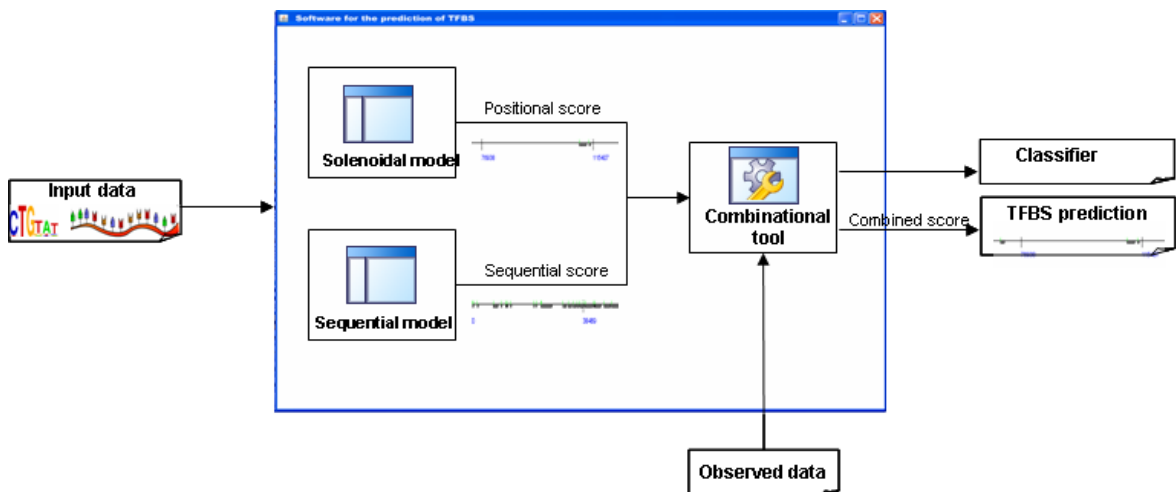 Software for the prediction of TFBS
Solenoidal model
Positional score
Input data
CTGTAT
Sequential model
Sequential score
Combinational
tool
Combined score
Classifier
TFBS prediction
Observed data